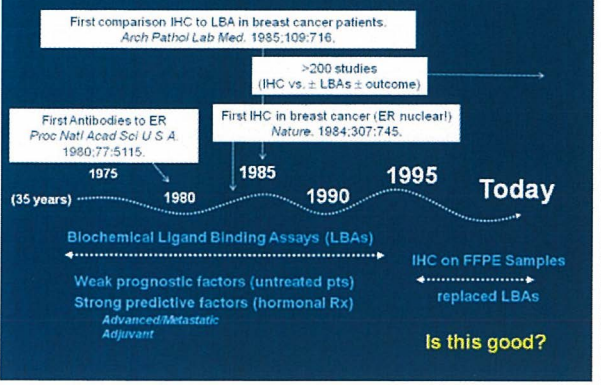 First comparison IHC to LBA in breast cancer patients.
Arch Pathol Lab Med. 1985;109:716.
>200 studies
(IHC vs. ± LBAs ± outcome)
First Antibodies to ER
Proc Natl Acad Sci U S A.
1980;77:5115.
First IHC in breast cancer (ER nuclear!)
Nature. 1984;307:745.
1975
1980
1985
1990
1995
Today
(35 years)
Biochemical Ligand Binding Assays (LBAs)
Weak prognostic factors (untreated pts)
Strong predictive factors (hormonal Rx)
Advanced/Metastatic
Adjuvant
IHC on FFPE Samples
replaced LBAs
Is this good?